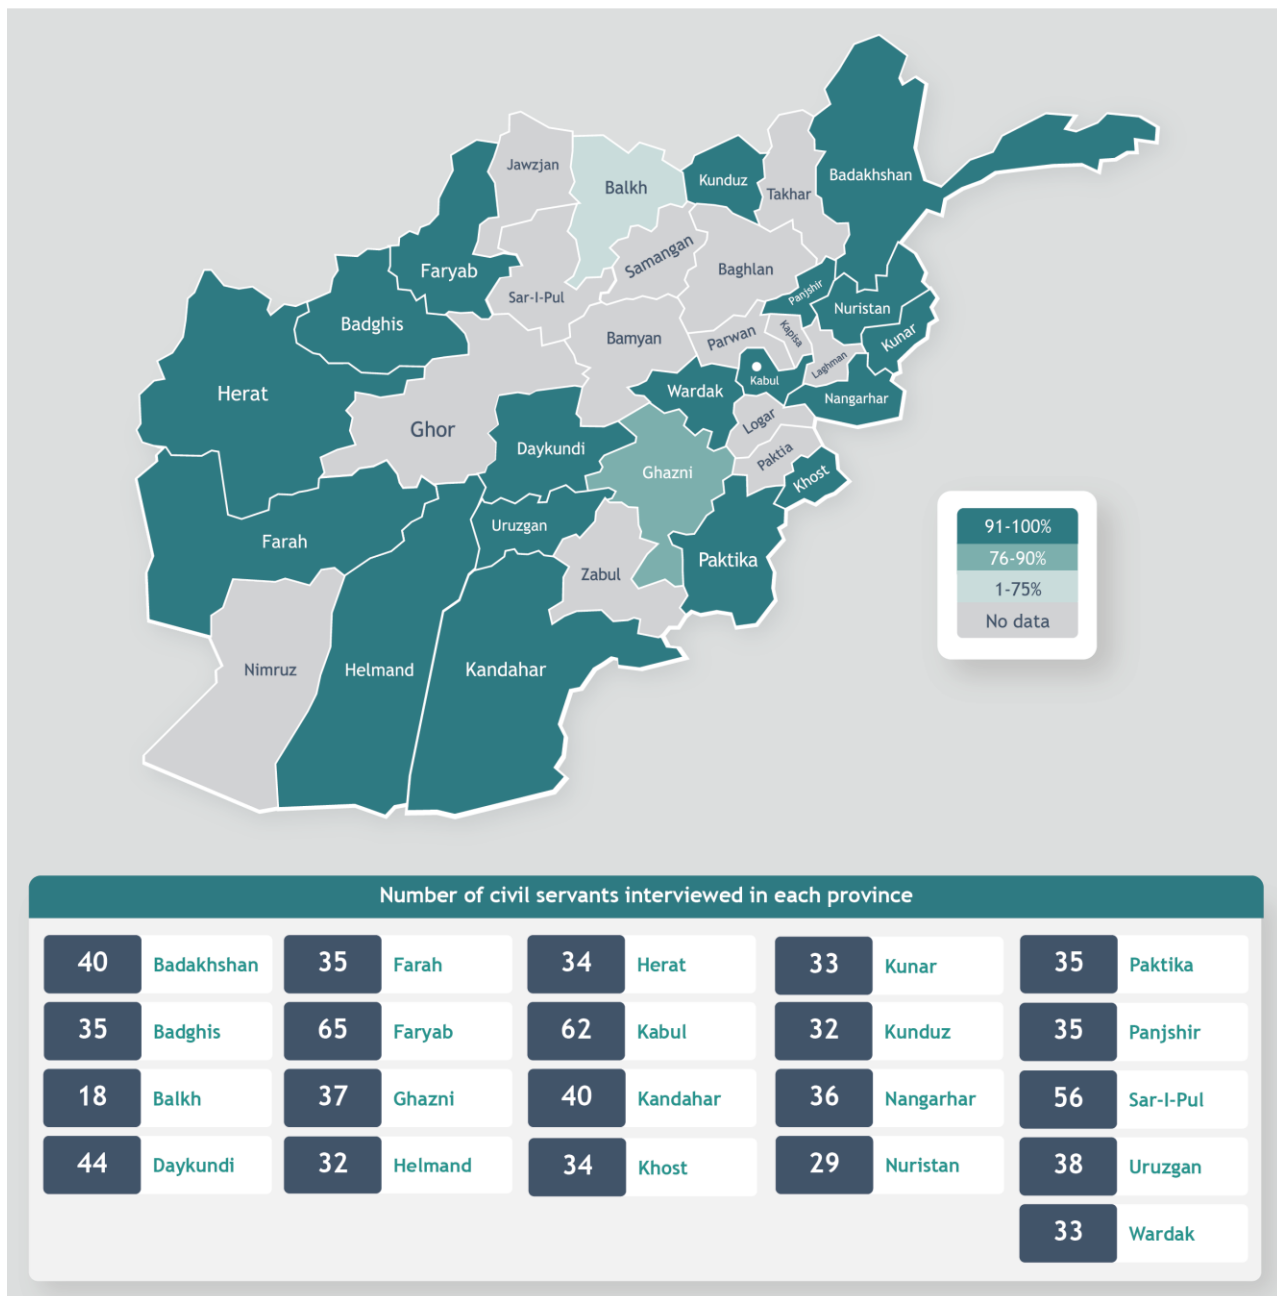 Jawzjan
Balkh
Kunduz
Takhar
Badakhshan
Faryab
Samangan
Baghlan
Sar-I-Pul
Panjshir
Nuristan
Badghis
Bamyan
Parwan
Kapisa
Kunar
Laghman
Herat
Wardak
Kabul
Nangarhar
Ghor
Logar
Daykundi
Paktia
Ghazni
Khost
Uruzgan
Farah
Zabul
Paktika
Nimruz
Helmand
Kandahar
91-100%
76-90%
1-75%
No data
Number of civil servants interviewed in each province
40 Badakhshan
35 Farah
34 Herat
33 Kunar
35 Paktika
35 Badghis
65 Faryab
62 Kabul
32 Kunduz
35 Panjshir
18 Balkh
37 Ghazni
40 Kandahar
36 Nangarhar
56 Sar-I-Pul
44 Daykundi
32 Helmand
34 Khost
29 Nuristan
38 Uruzgan
33 Wardak